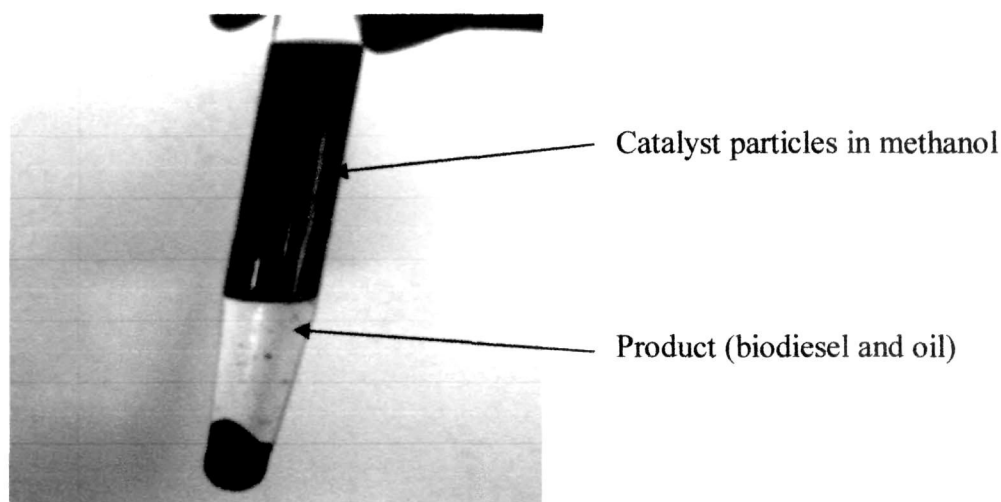 Catalyst particles in methanol
Product (biodiesel and oil)